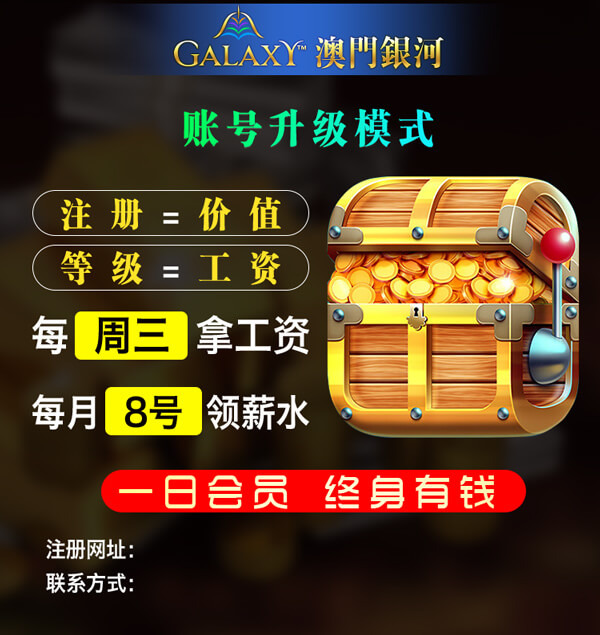 GALAXY™ 澳門銀河
账号升级模式
注册=价值
等级=工资
每 周三 拿工资
每月 8号 领薪水
一日会员 终身有钱
注册网址：
联系方式：